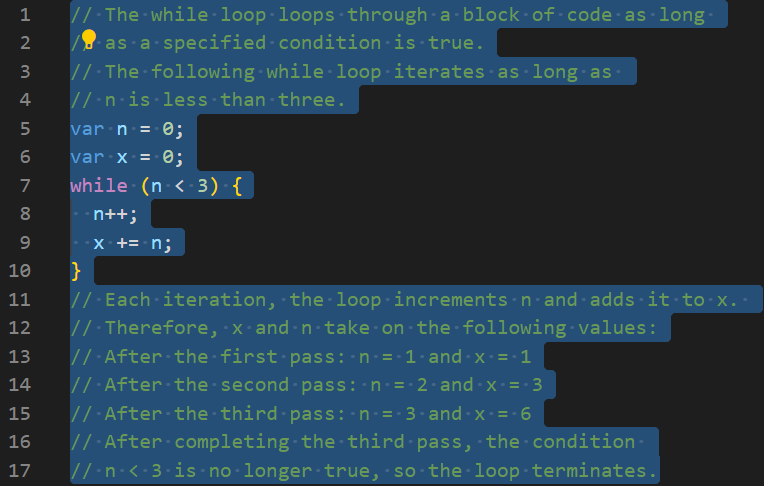 1 // The while loop loops through a block of code as long
2 // as a specified condition is true.
3 // The following while loop iterates as long as
4 // n is less than three.
5 var n = 0;
6 var x = 0;
7 while (n < 3) {
8   n++;
9   x += n;
10 }
11 // Each iteration, the loop increments n and adds it to x.
12 // Therefore, x and n take on the following values:
13 // After the first pass: n = 1 and x = 1
14 // After the second pass: n = 2 and x = 3
15 // After the third pass: n = 3 and x = 6
16 // After completing the third pass, the condition
17 // n < 3 is no longer true, so the loop terminates.